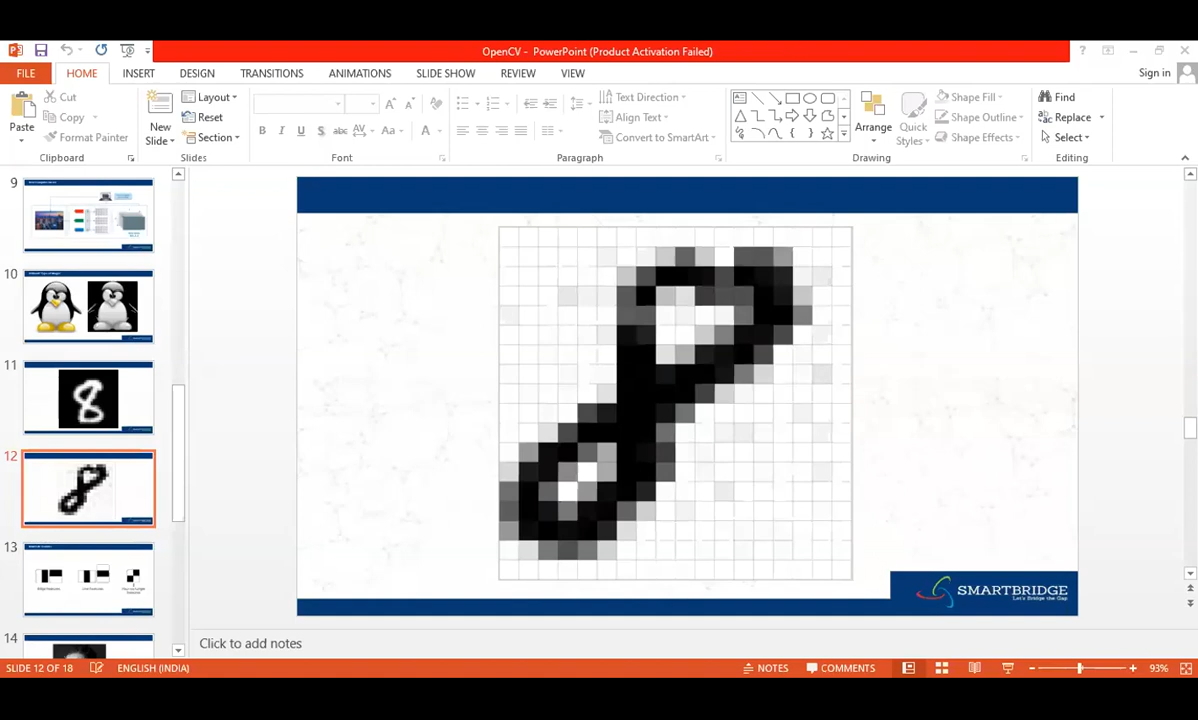 OpenCV - PowerPoint (Product Activation Failed)
FILE HOME INSERT DESIGN TRANSITIONS ANIMATIONS SLIDE SHOW REVIEW VIEW Sign in
Paste
Cut
Copy
Format Painter
Clipboard
New
Slide
Layout
Reset
Section
Slides
B I U S abc AV Aa A
Font
Text Direction
Align Text
Convert to SmartArt
Paragraph
Arrange
Quick
Styles
Shape Fill
Shape Outline
Shape Effects
Drawing
Find
Replace
Select
Editing
9
10
11
12
13
14
SMARTBRIDGE
Let's Bridge the Gap
Click to add notes
SLIDE 12 OF 18 ENGLISH (INDIA) NOTES COMMENTS 93%